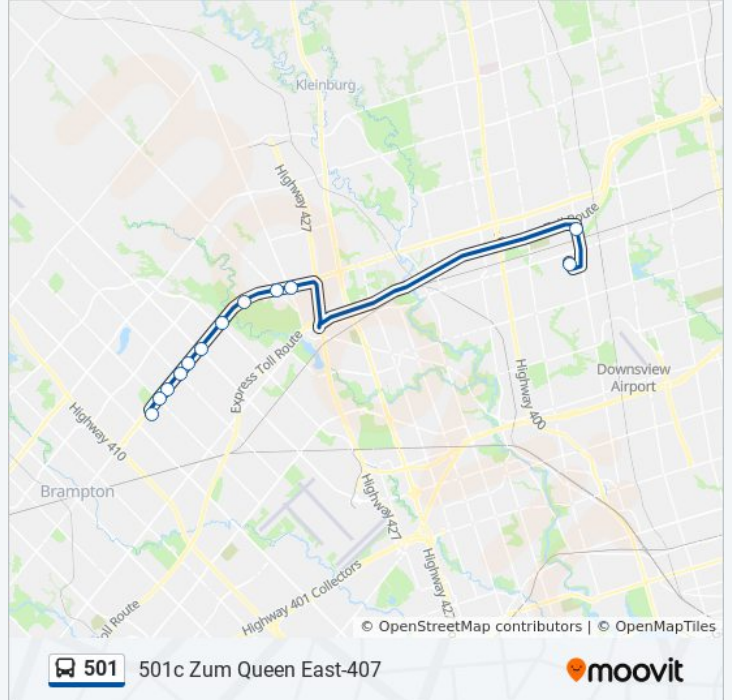 Kleinburg
Highway 427
Route
Express Toll Route
Downsview
Airport
Highway 400
Highway 410
Brampton
Highway 427
Highway 401 Collectors
Highway 427
oll Route
© OpenStreetMap contributors | © OpenMapTiles
501 501c Zum Queen East-407 moovit